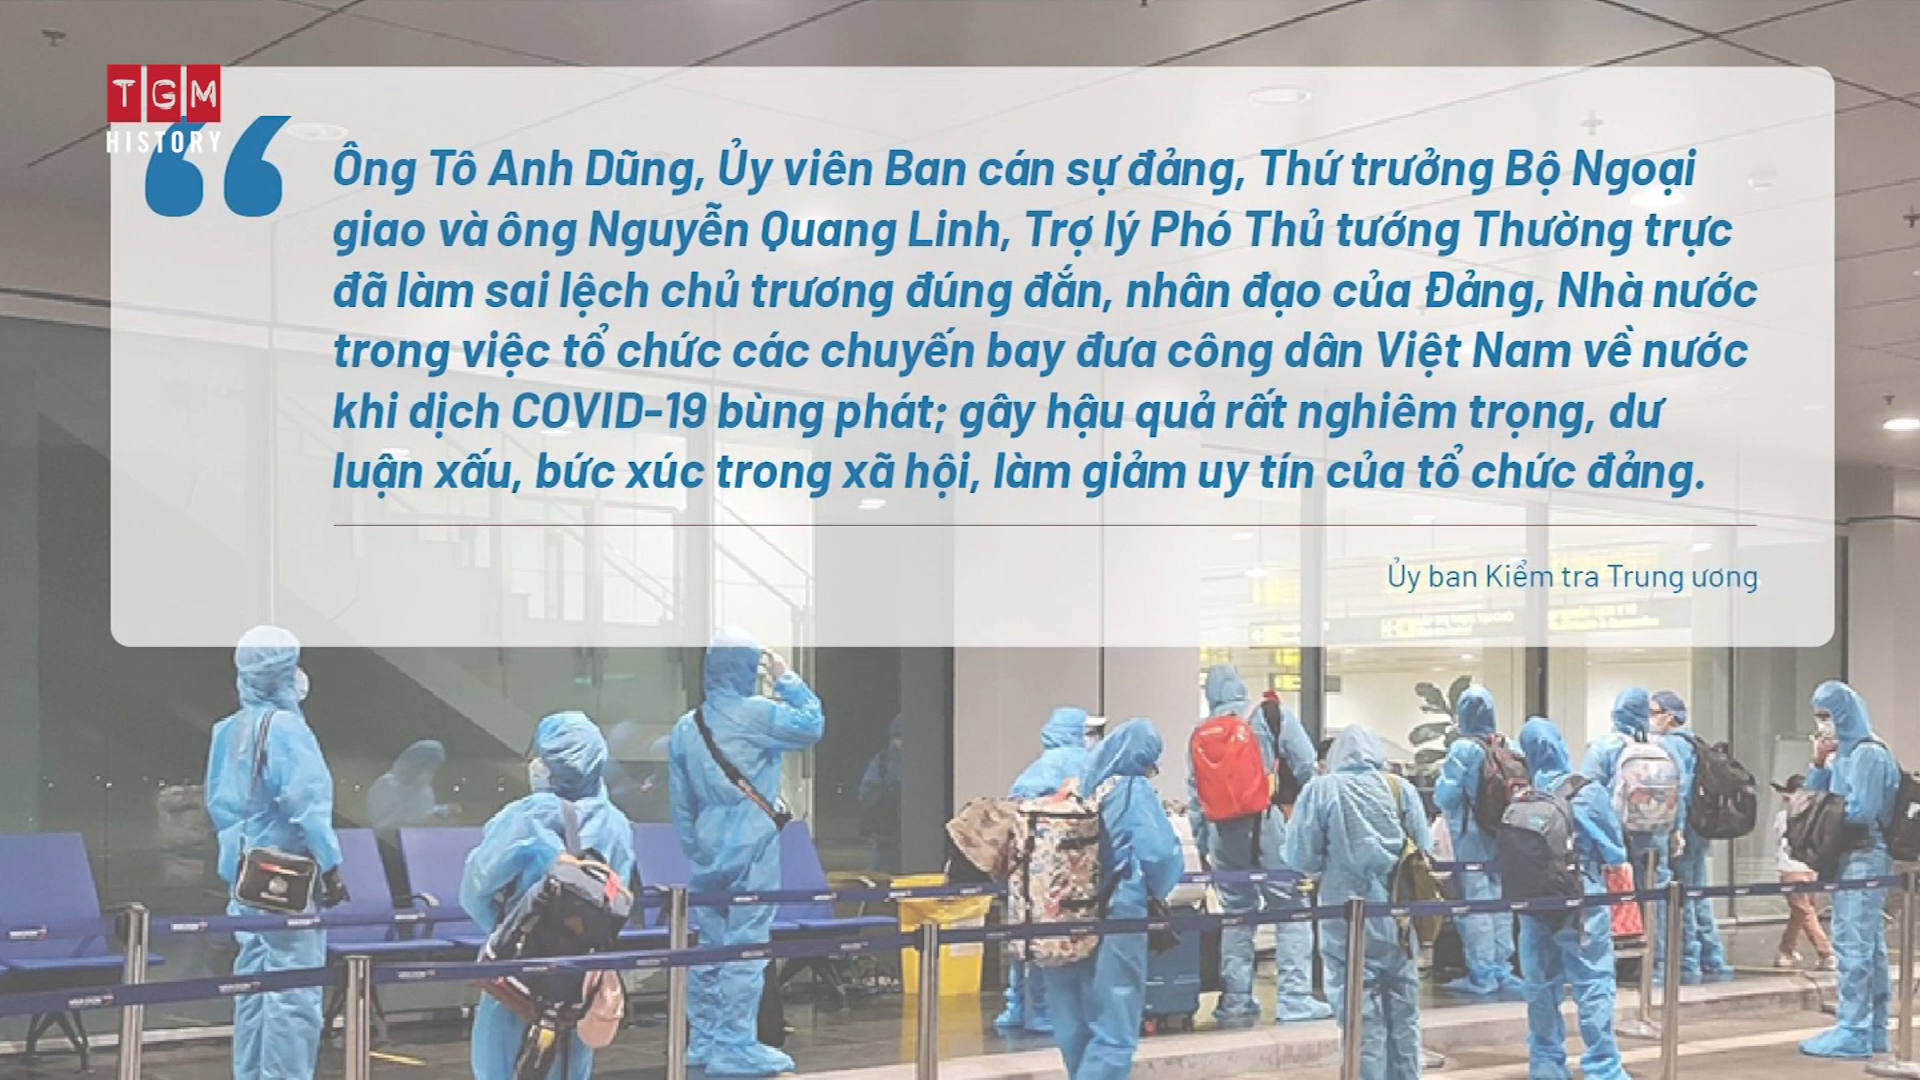 TGM
HISTORY
Ông Tô Anh Dũng, Ủy viên Ban cán sự đảng, Thứ trưởng Bộ Ngoại
giao và ông Nguyễn Quang Linh, Trợ lý Phó Thủ tướng Thường trực
đã làm sai lệch chủ trương đúng đắn, nhân đạo của Đảng, Nhà nước
trong việc tổ chức các chuyến bay đưa công dân Việt Nam về nước
khi dịch COVID-19 bùng phát; gây hậu quả rất nghiêm trọng, dư
luận xấu, bức xúc trong xã hội, làm giảm uy tín của tổ chức đảng.
Ủy ban Kiểm tra Trung ương